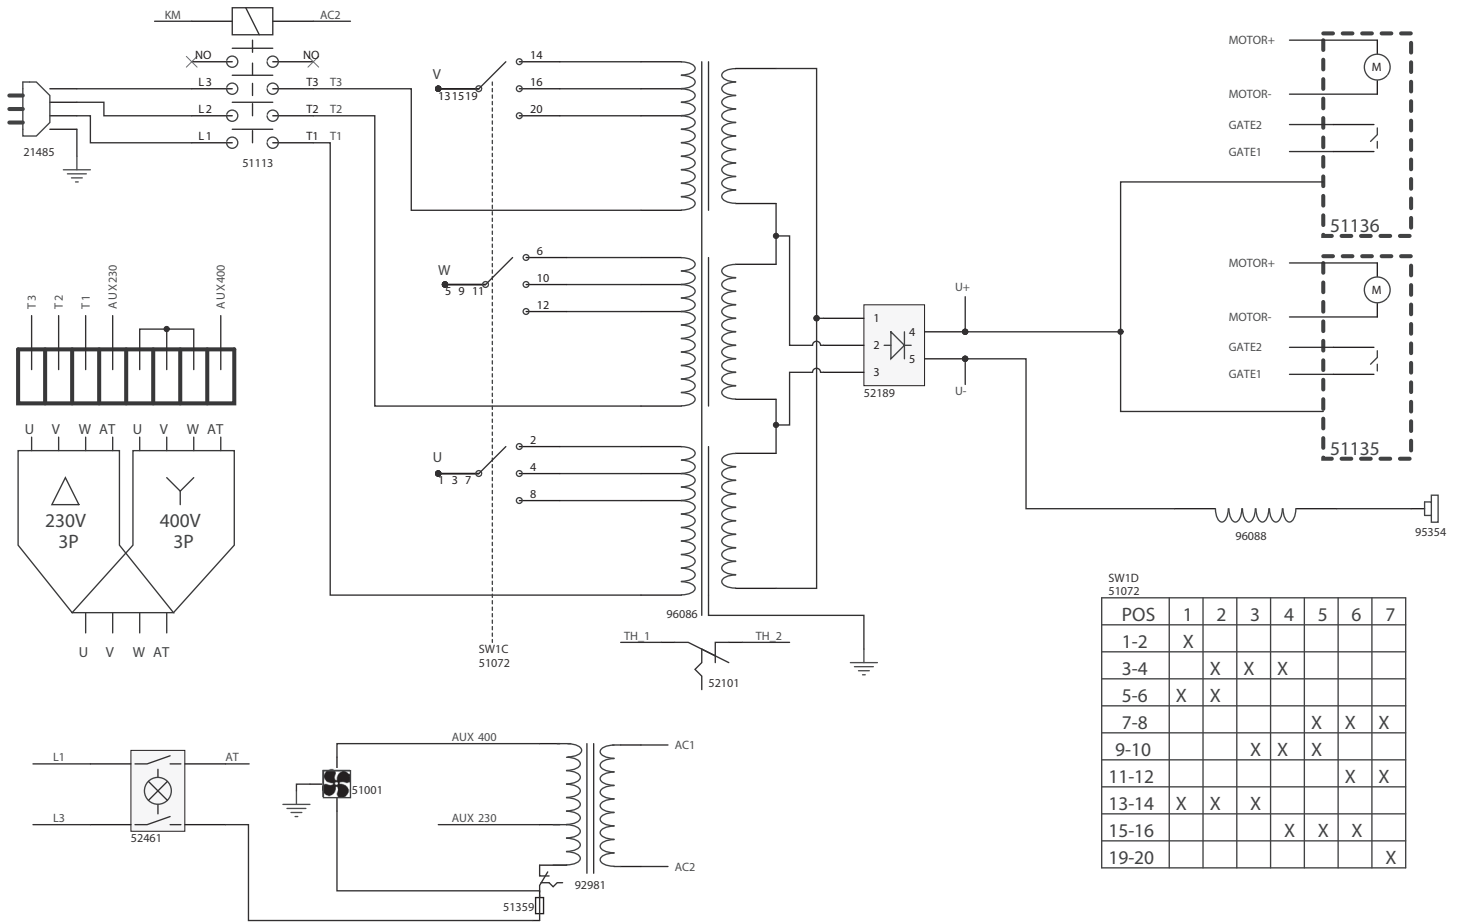 KM AC2
NO NO
L3 T3 T3
L2 T2 T2
L1 T1 T1
21485
51113
V
131519
14
16
20
W
5 9 11
6
10
12
U
1 3 7
2
4
8
96086
SW1C
51072
TH_1 TH_2
52101
1
2
3
4
5
52189
U+
U-
MOTOR+
M
MOTOR-
GATE2
GATE1
51136
MOTOR+
M
MOTOR-
GATE2
GATE1
51135
96088
95354
T3 T2 T1 AUX230 AUX400
U V W AT U V W AT
230V
3P
400V
3P
U V W AT
L1 AT
L3
52461
51001
AUX 400
AUX 230
AC1
AC2
92981
51359
SW1D
51072
POS 1 2 3 4 5 6 7
1-2 X
3-4 X X X
5-6 X X
7-8 X X X
9-10 X X X
11-12 X X
13-14 X X X
15-16 X X X
19-20 X